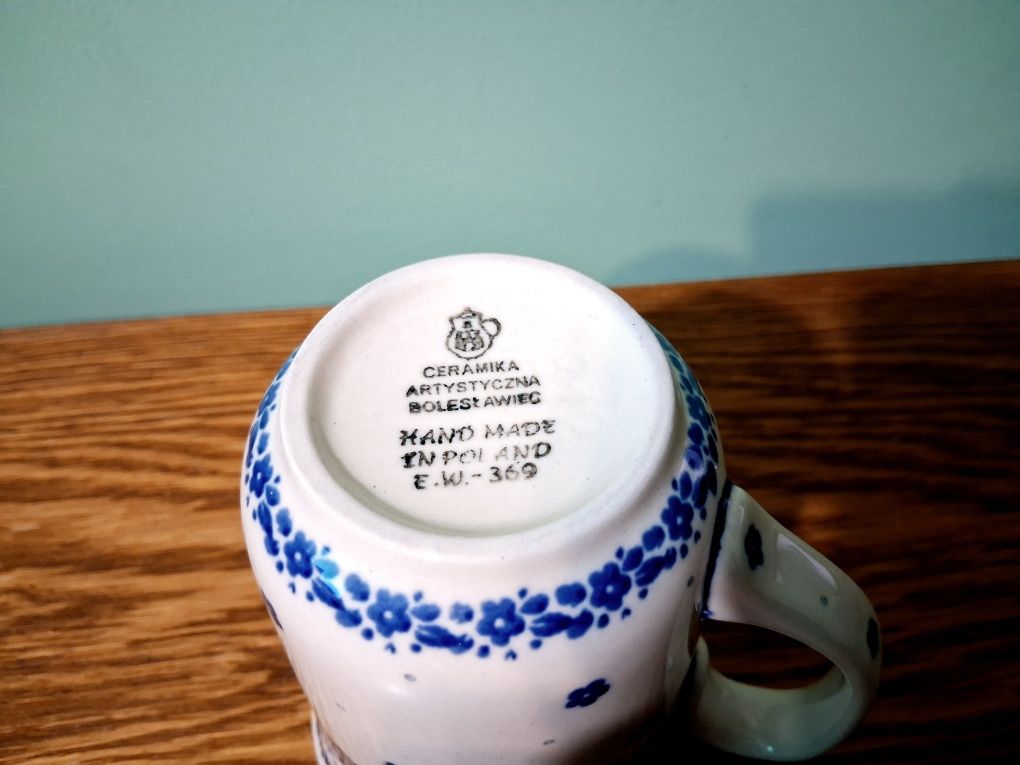 CERAMIKA
ARTYSTYCZNA
BOLESŁAWIEC
HAND MADE
IN POLAND
E.W.-369